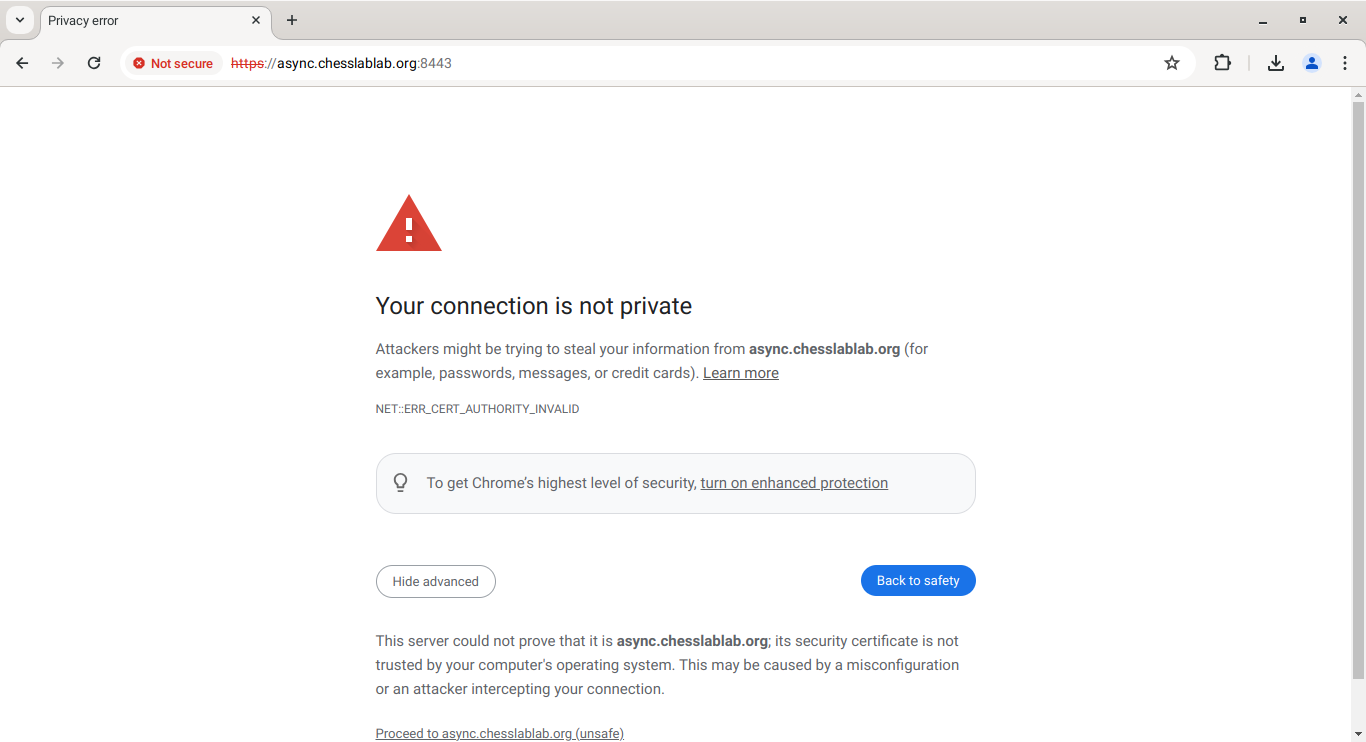 Privacy error
Not secure https://async.chesslablab.org:8443
Your connection is not private
Attackers might be trying to steal your information from async.chesslablab.org (for
example, passwords, messages, or credit cards). Learn more
NET::ERR_CERT_AUTHORITY_INVALID
To get Chrome’s highest level of security, turn on enhanced protection
Hide advanced Back to safety
This server could not prove that it is async.chesslablab.org; its security certificate is not
trusted by your computer's operating system. This may be caused by a misconfiguration
or an attacker intercepting your connection.
Proceed to async.chesslablab.org (unsafe)